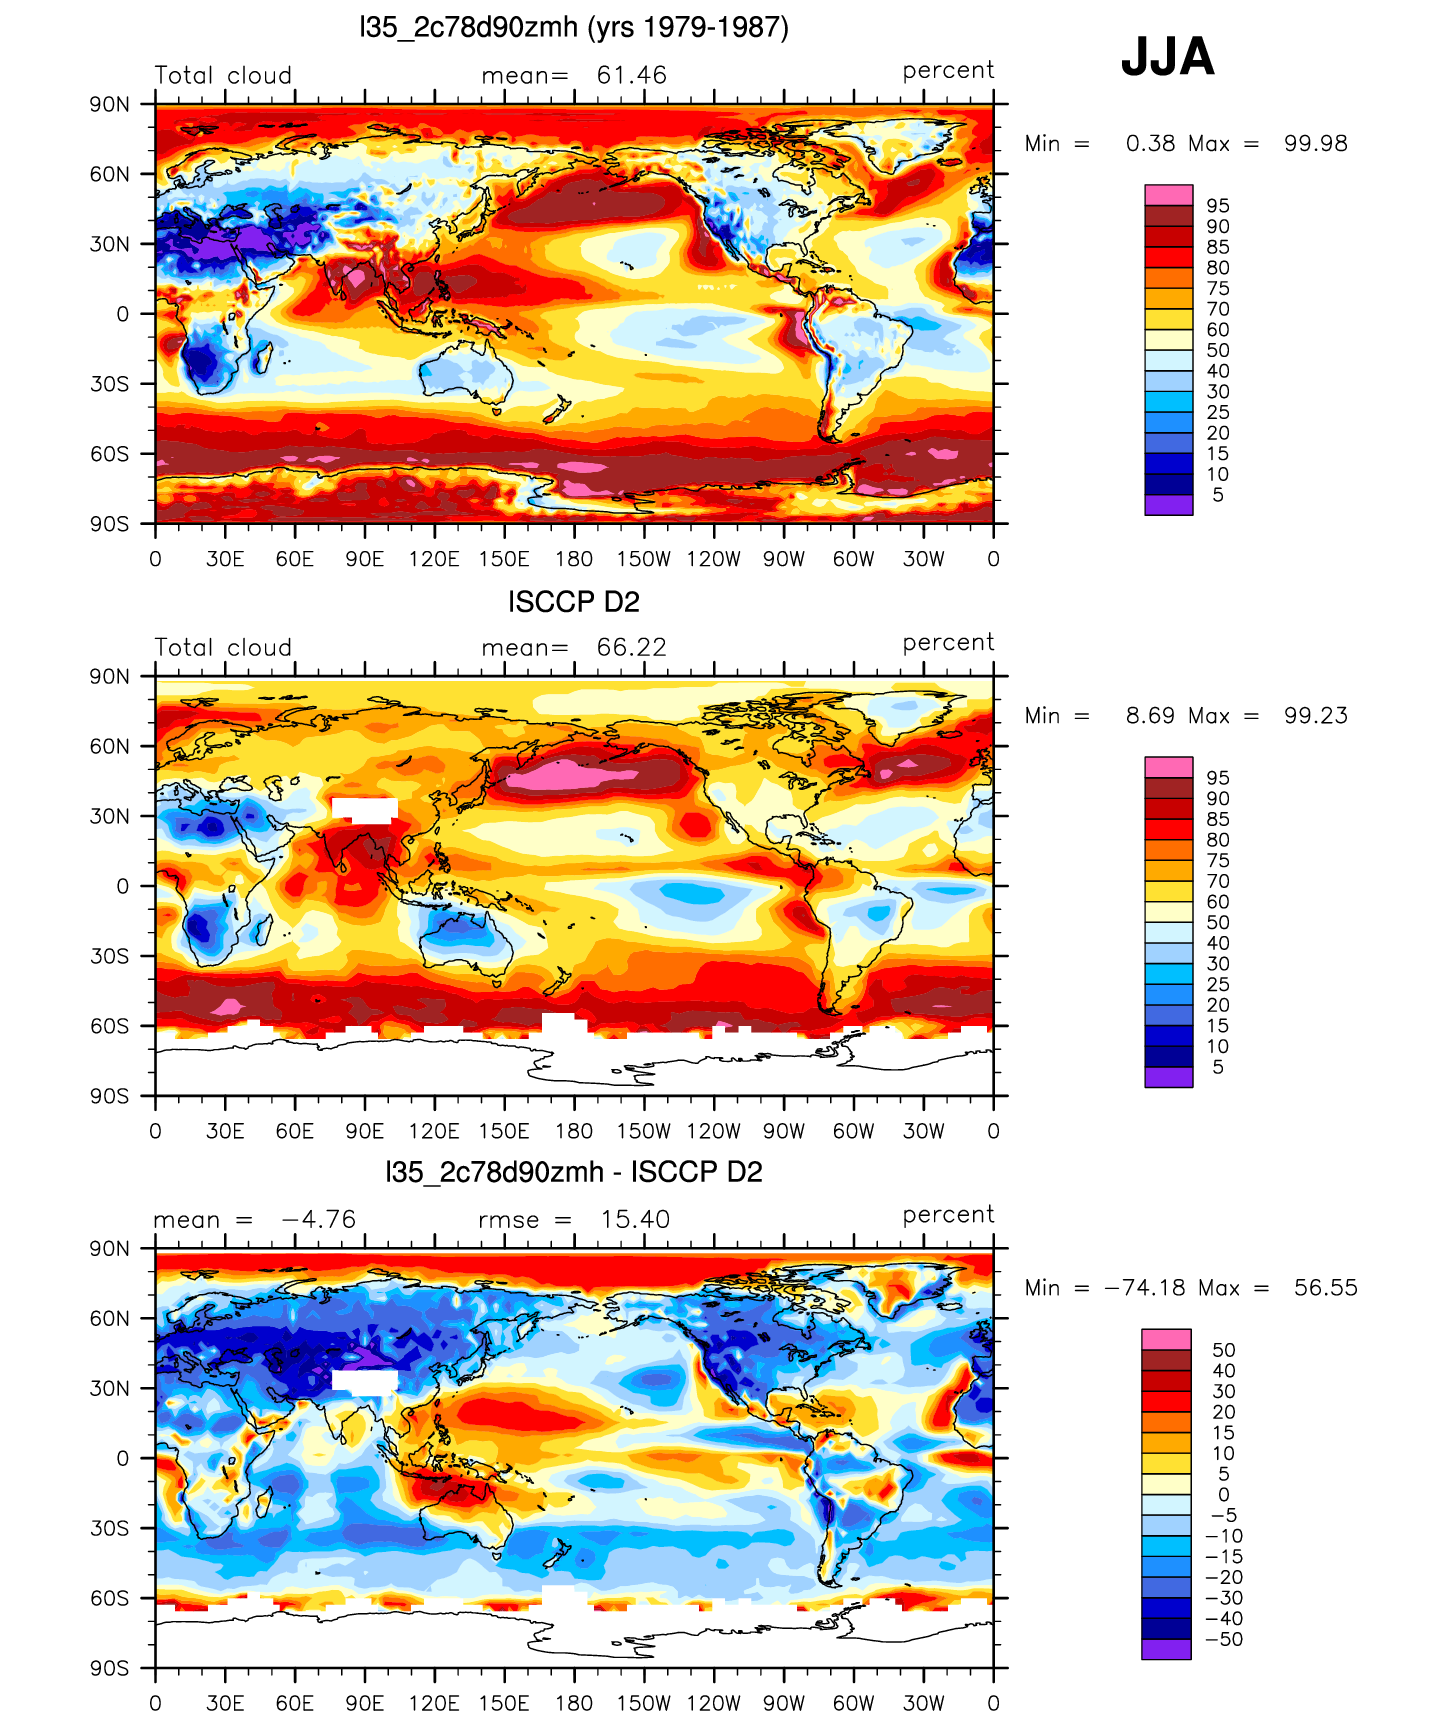 l35_2c78d90zmh (yrs 1979-1987)
JJA
Total cloud mean= 61.46 percent
Min = 0.38 Max = 99.98
90N
60N
30N
0
30S
60S
90S
0 30E 60E 90E 120E 150E 180 150W 120W 90W 60W 30W 0
95
90
85
80
75
70
60
50
40
30
25
20
15
10
5
ISCCP D2
Total cloud mean= 66.22 percent
Min = 8.69 Max = 99.23
90N
60N
30N
0
30S
60S
90S
0 30E 60E 90E 120E 150E 180 150W 120W 90W 60W 30W 0
95
90
85
80
75
70
60
50
40
30
25
20
15
10
5
l35_2c78d90zmh - ISCCP D2
mean = −4.76 rmse = 15.40 percent
Min = −74.18 Max = 56.55
90N
60N
30N
0
30S
60S
90S
0 30E 60E 90E 120E 150E 180 150W 120W 90W 60W 30W 0
50
40
30
20
15
10
5
0
−5
−10
−15
−20
−30
−40
−50